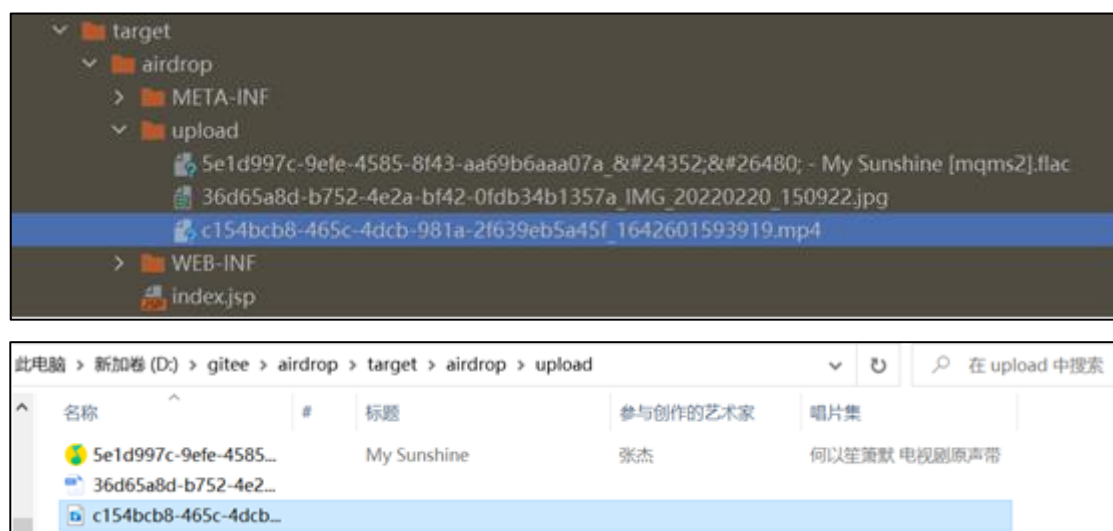 target
airdrop
META-INF
upload
5e1d997c-9efe-4585-8f43-aa69b6aaa07a_&#24352;&#26480; - My Sunshine [mqms2].flac
36d65a8d-b752-4e2a-bf42-0fdb34b1357a_IMG_20220220_150922.jpg
c154bcb8-465c-4dcb-981a-2f639eb5a45f_1642601593919.mp4
WEB-INF
index.jsp
此电脑 > 新加卷 (D:) > gitee > airdrop > target > airdrop > upload 在 upload 中搜索
名称 # 标题 参与创作的艺术家 唱片集
5e1d997c-9efe-4585... My Sunshine 张杰 何以笙箫默 电视剧原声带
36d65a8d-b752-4e2...
c154bcb8-465c-4dcb...